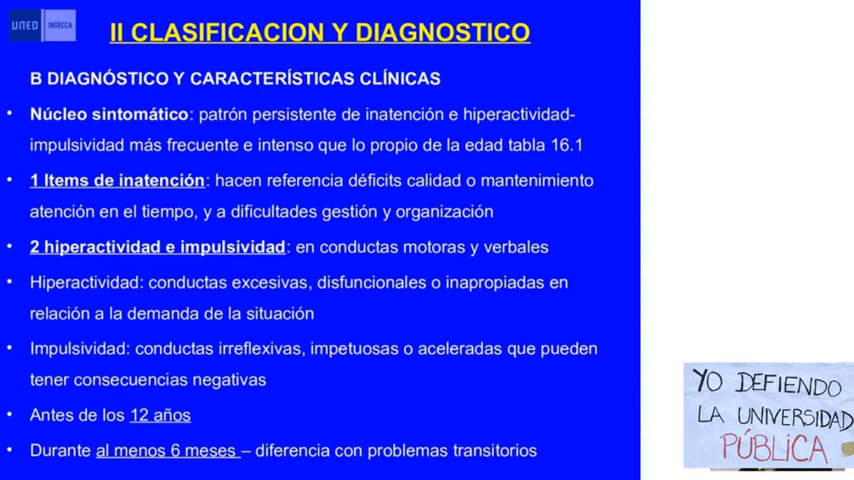 UNED INTECCA
II CLASIFICACION Y DIAGNOSTICO
B DIAGNÓSTICO Y CARACTERÍSTICAS CLÍNICAS
• Núcleo sintomático: patrón persistente de inatención e hiperactividad-
impulsividad más frecuente e intenso que lo propio de la edad tabla 16.1
• 1 Items de inatención: hacen referencia déficits calidad o mantenimiento
atención en el tiempo, y a dificultades gestión y organización
• 2 hiperactividad e impulsividad: en conductas motoras y verbales
• Hiperactividad: conductas excesivas, disfuncionales o inapropiadas en
relación a la demanda de la situación
• Impulsividad: conductas irreflexivas, impetuosas o aceleradas que pueden
tener consecuencias negativas
• Antes de los 12 años
• Durante al menos 6 meses – diferencia con problemas transitorios
YO DEFIENDO
LA UNIVERSIDAD
PÚBLICA